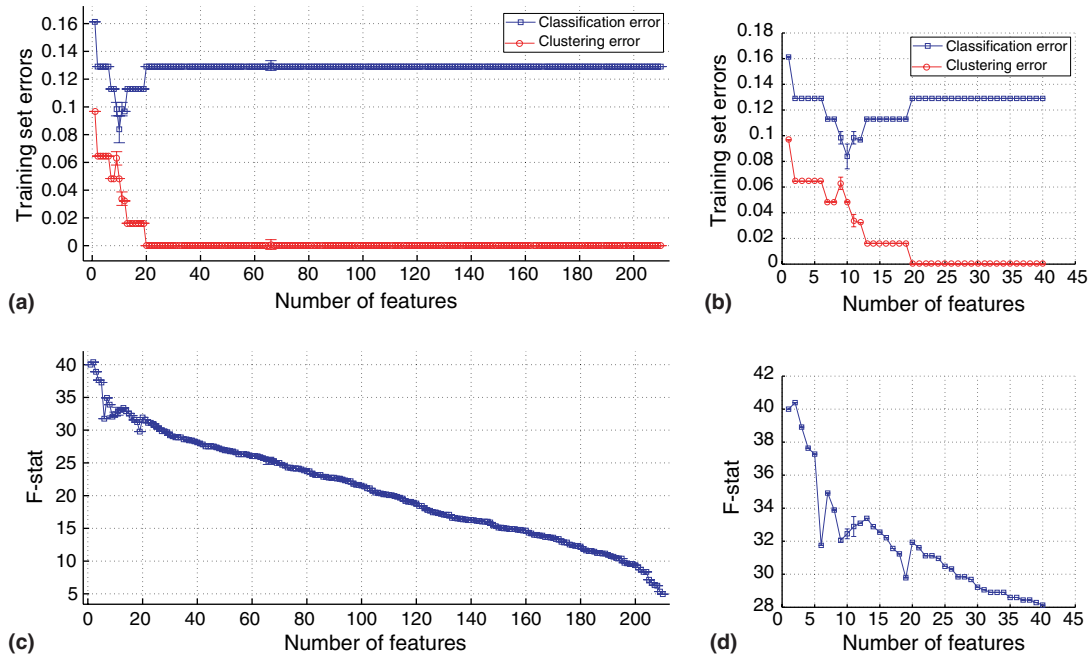 Training set errors
0.16
0.14
0.12
0.1
0.08
0.06
0.04
0.02
0
Classification error
Clustering error
0 20 40 60 80 100 120 140 160 180 200
Number of features
(a)
Training set errors
0.18
0.16
0.14
0.12
0.1
0.08
0.06
0.04
0.02
0
Classification error
Clustering error
0 5 10 15 20 25 30 35 40 45
Number of features
(b)
F-stat
40
35
30
25
20
15
10
5
0 20 40 60 80 100 120 140 160 180 200
Number of features
(c)
F-stat
42
40
38
36
34
32
30
28
0 5 10 15 20 25 30 35 40 45
Number of features
(d)